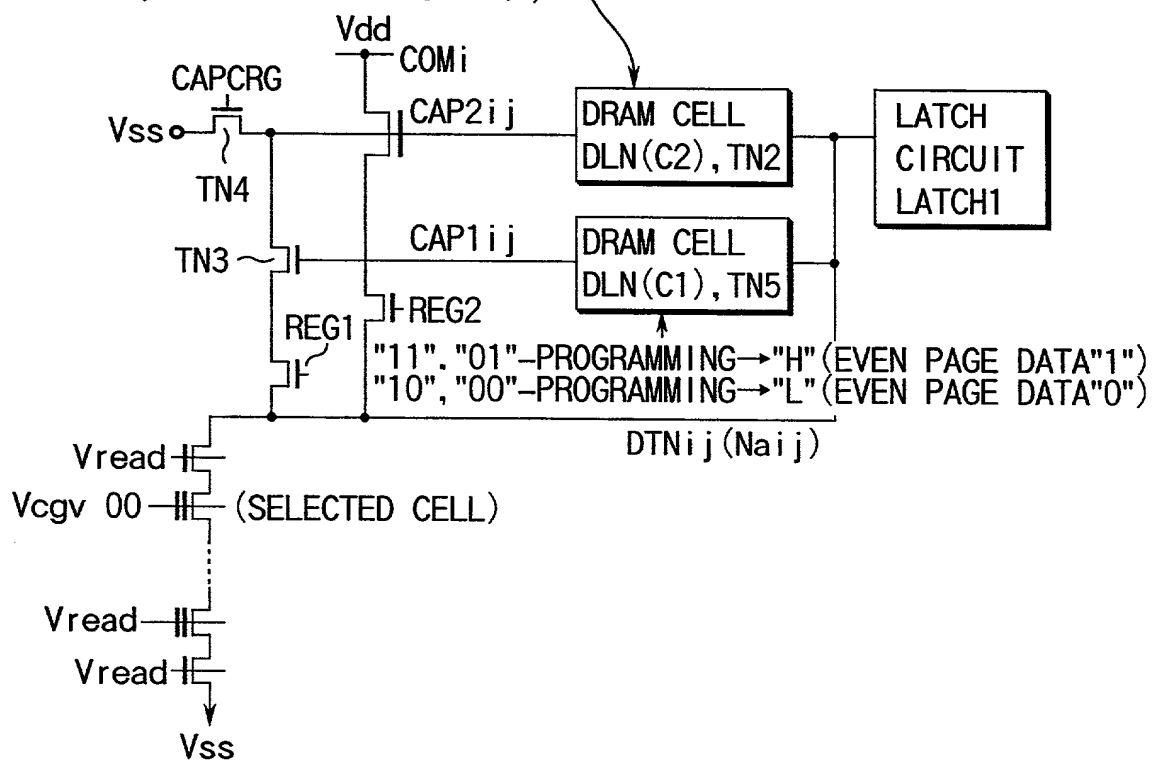 Vdd
COMi
CAPCRG
CAP2ij
Vss
TN4
DRAM CELL
DLN(C2), TN2
LATCH
CIRCUIT
LATCH1
CAP1ij
TN3
DRAM CELL
DLN(C1), TN5
REG2
REG1
"11", "01"-PROGRAMMING→"H"(EVEN PAGE DATA"1")
"10", "00"-PROGRAMMING→"L"(EVEN PAGE DATA"0")
DTNij(Naij)
Vread
Vcgv 00
(SELECTED CELL)
Vread
Vread
Vss